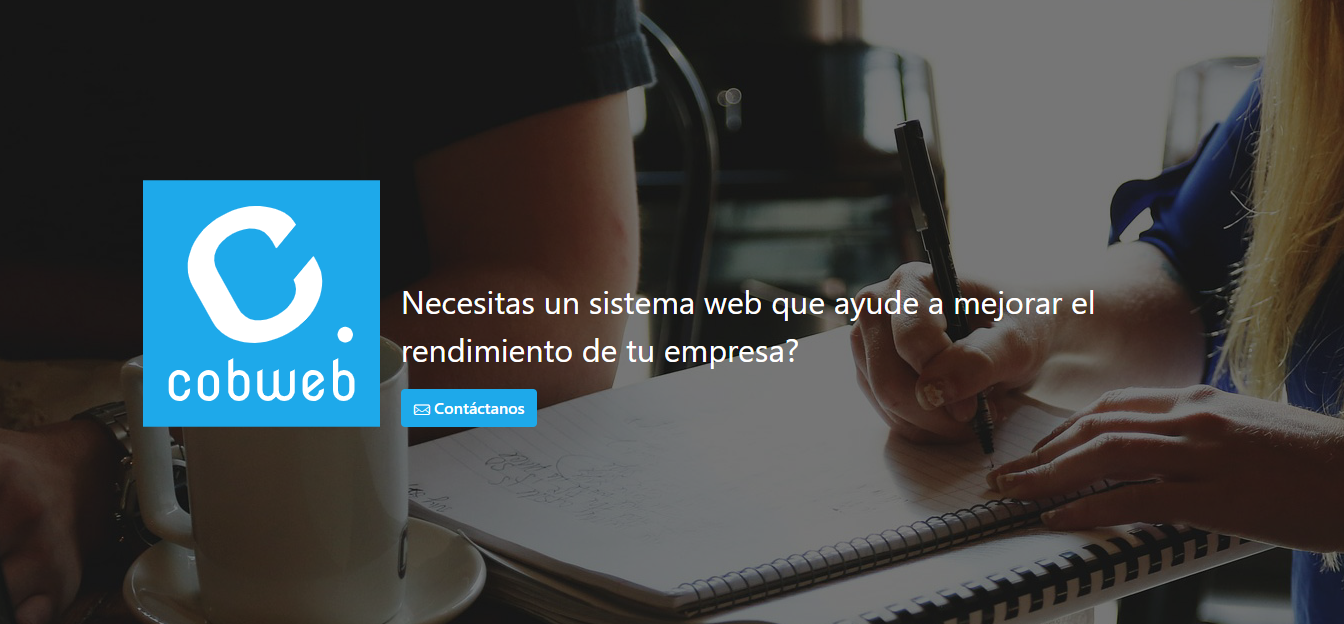 cobweb
Necesitas un sistema web que ayude a mejorar el
rendimiento de tu empresa?
Contáctanos